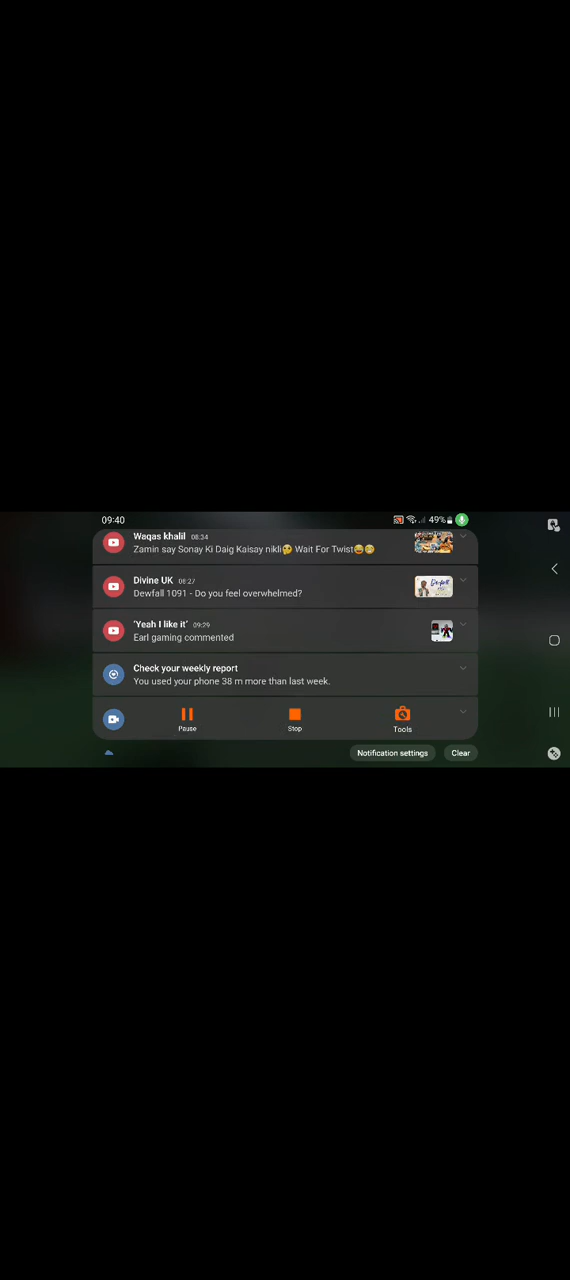 09:40
49%
Waqas khalil 08:34
Zamin say Sonay Ki Daig Kaisay nikli🤔 Wait For Twist😂🤣
Divine UK 08:27
Dewfall 1091 - Do you feel overwhelmed?
'Yeah I like it' 09:29
Earl gaming commented
Check your weekly report
You used your phone 38 m more than last week.
Pause
Stop
Tools
Notification settings
Clear